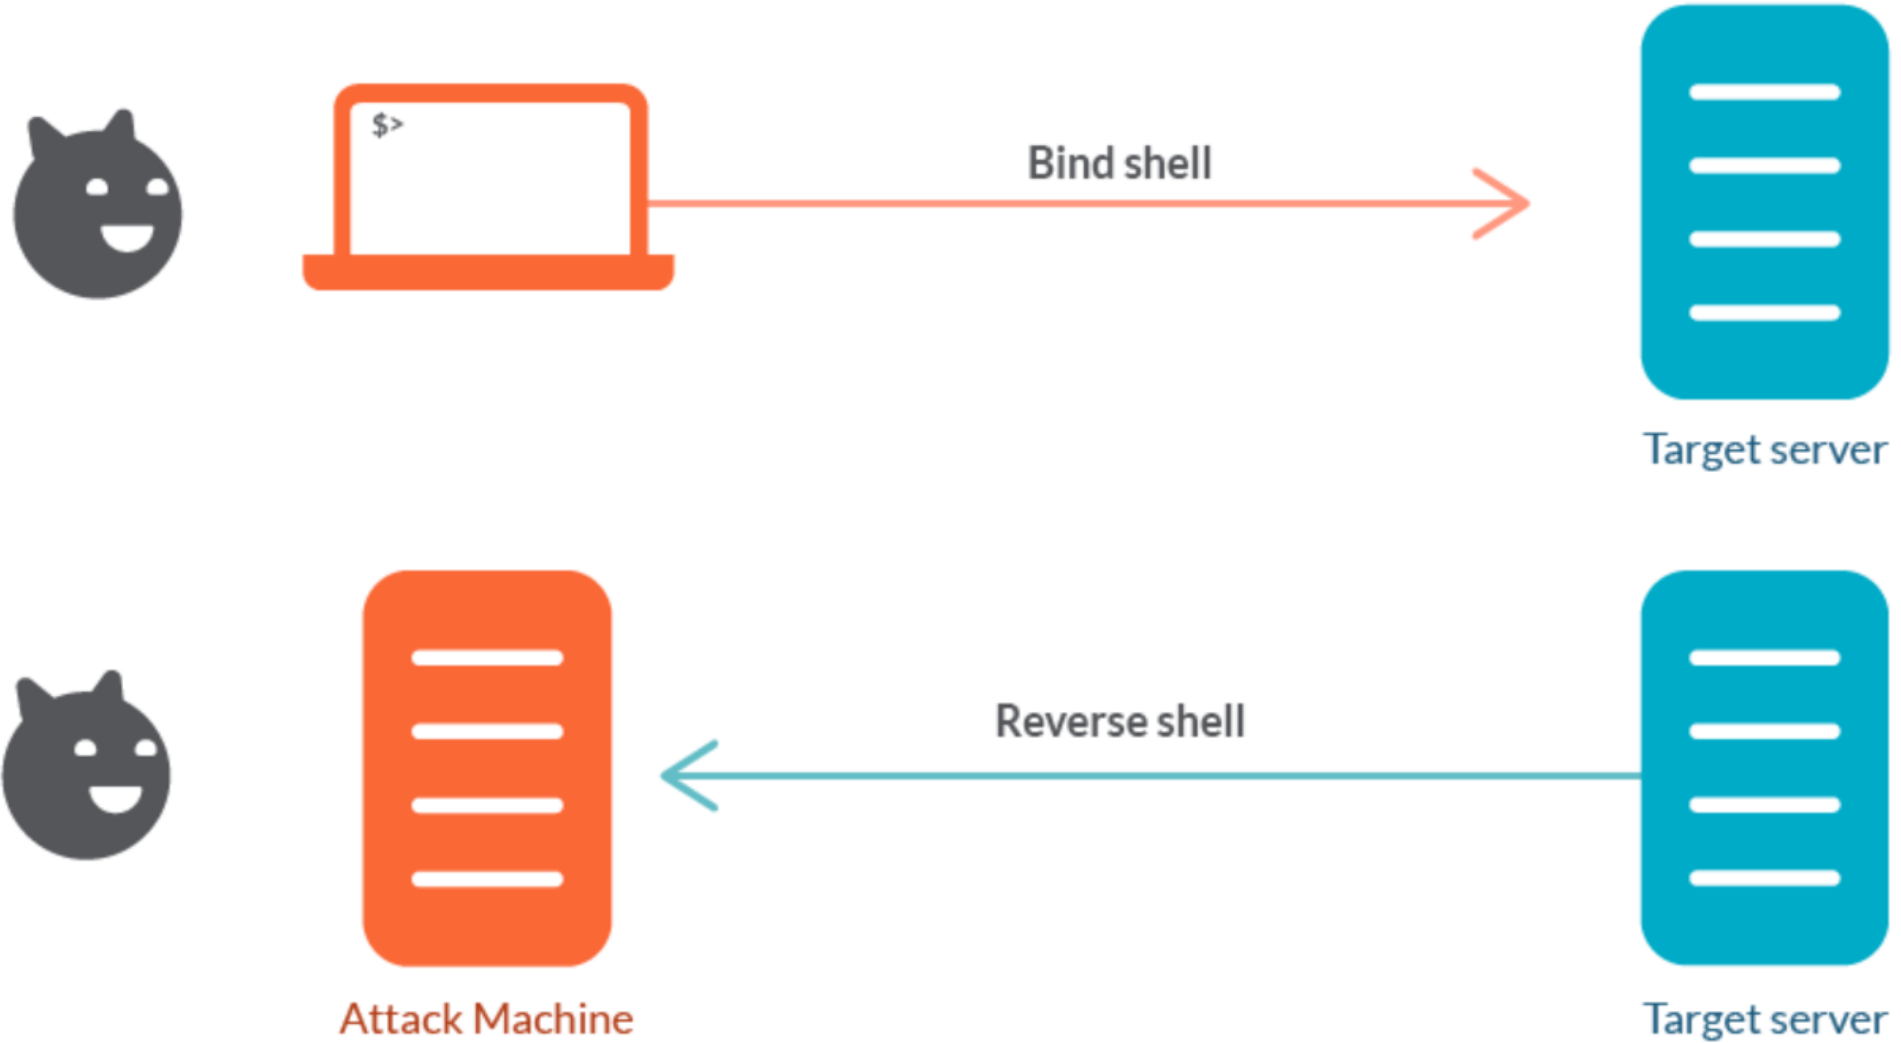 $>
Bind shell
Target server
Reverse shell
Attack Machine
Target server